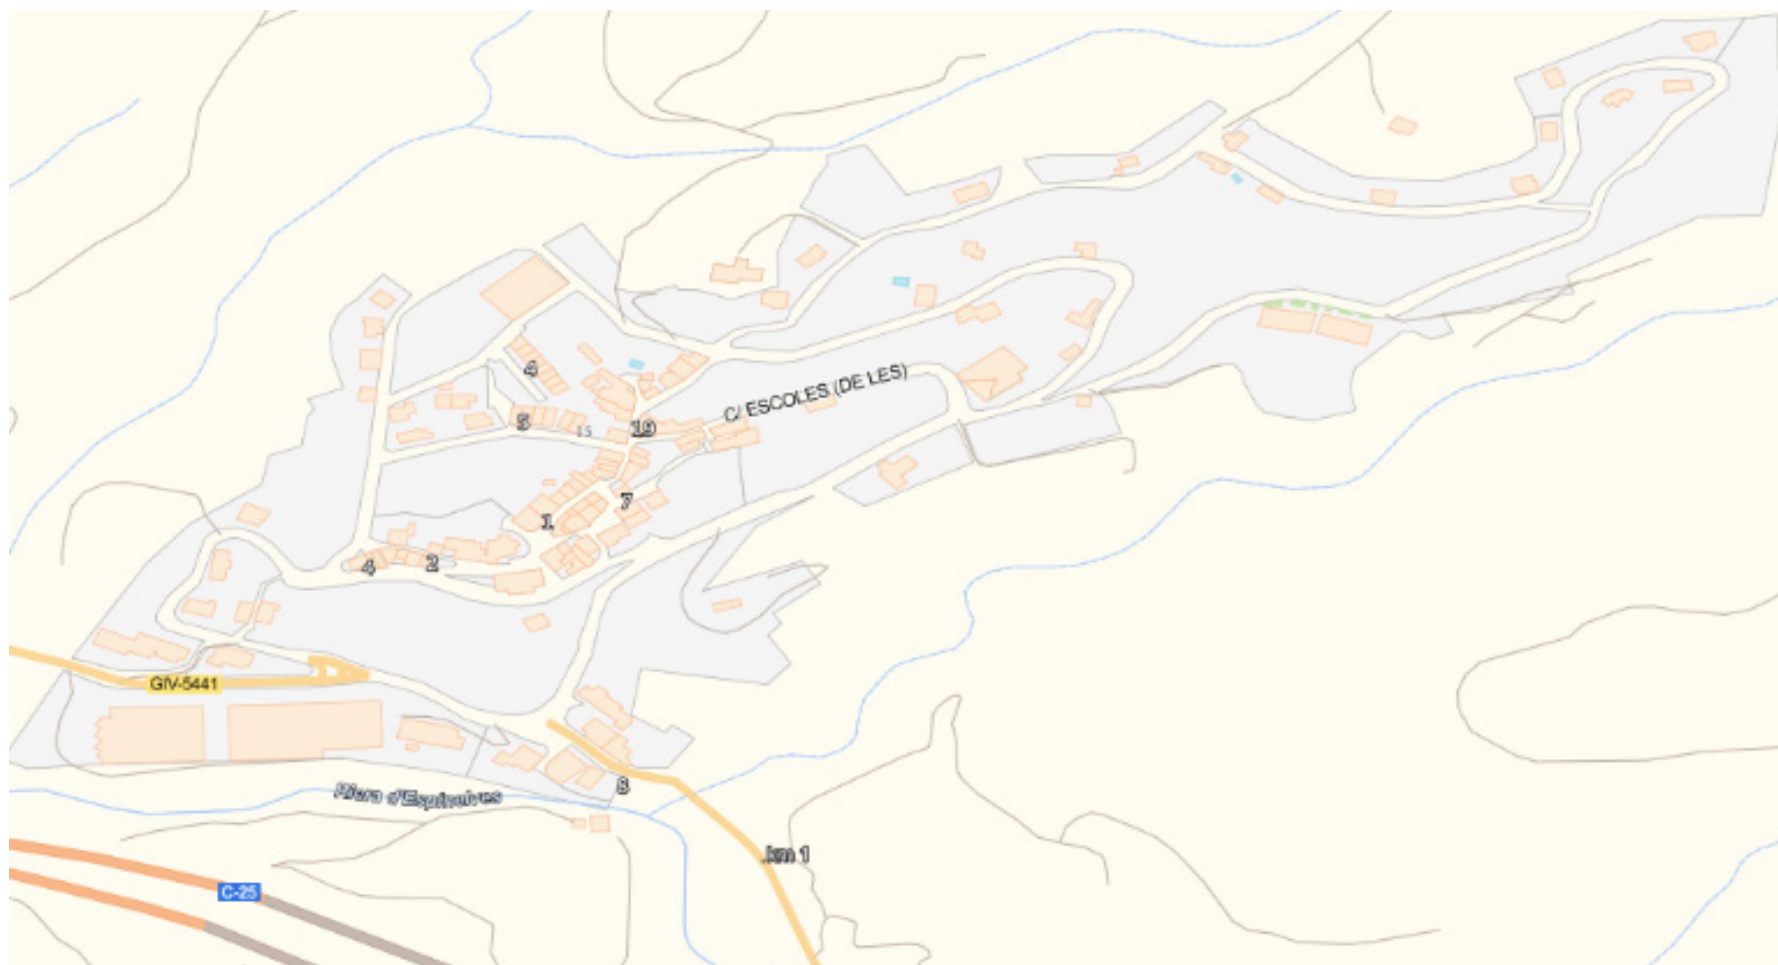 4
C/ ESCOLES (DE LES)
5
15
19
7
1
4
2
GIV-5441
8
Riera d'Espinelves
km 1
C-25